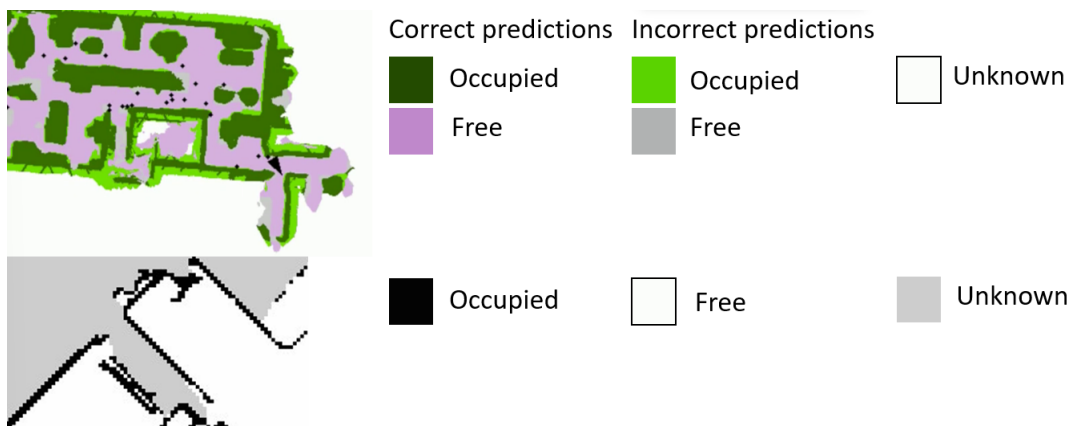 Correct predictions
Incorrect predictions
Occupied
Occupied
Unknown
Free
Free
Occupied
Free
Unknown